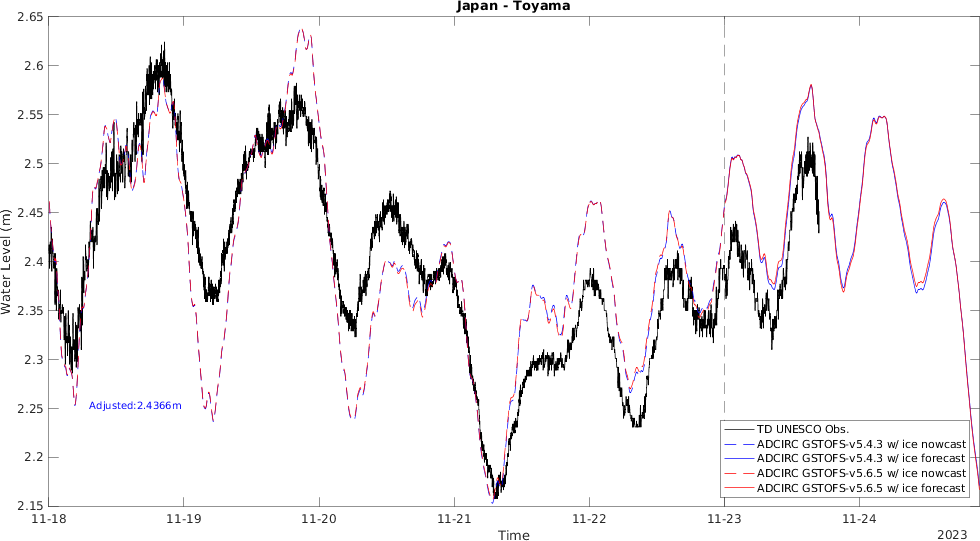 Japan - Toyama
2.65
2.6
2.55
2.5
2.45
2.4
2.35
2.3
2.25
2.2
2.15
Water Level (m)
Adjusted:2.4366m
TD UNESCO Obs.
ADCIRC GSTOFS-v5.4.3 w/ ice nowcast
ADCIRC GSTOFS-v5.4.3 w/ ice forecast
ADCIRC GSTOFS-v5.6.5 w/ ice nowcast
ADCIRC GSTOFS-v5.6.5 w/ ice forecast
11-18 11-19 11-20 11-21 11-22 11-23 11-24
Time
2023